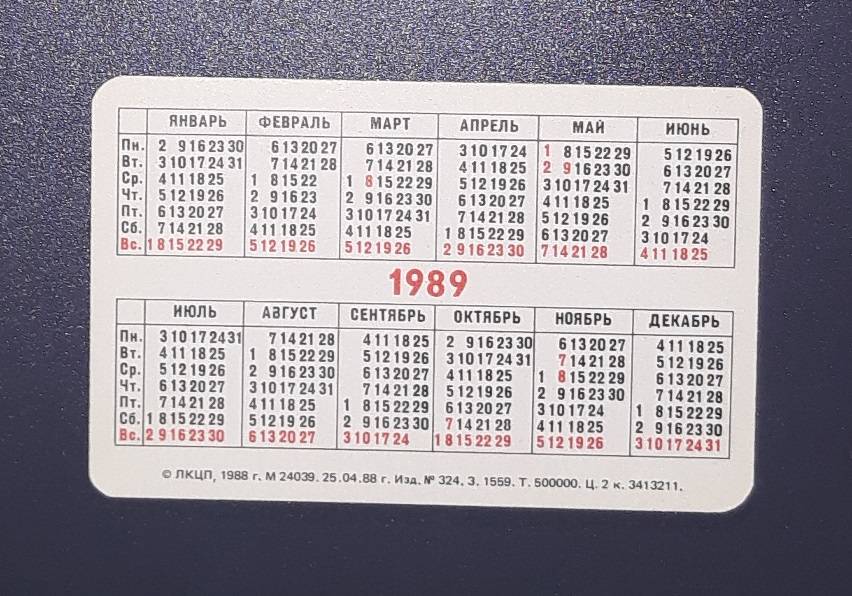 ЯНВАРЬ ФЕВРАЛЬ МАРТ АПРЕЛЬ МАЙ ИЮНЬ
Пн. 2 9 16 23 30 6 13 20 27 6 13 20 27 3 10 17 24 1 8 15 22 29 5 12 19 26
Вт. 3 10 17 24 31 7 14 21 28 7 14 21 28 4 11 18 25 2 9 16 23 30 6 13 20 27
Ср. 4 11 18 25 1 8 15 22 1 8 15 22 29 5 12 19 26 3 10 17 24 31 7 14 21 28
Чт. 5 12 19 26 2 9 16 23 2 9 16 23 30 6 13 20 27 4 11 18 25 1 8 15 22 29
Пт. 6 13 20 27 3 10 17 24 3 10 17 24 31 7 14 21 28 5 12 19 26 2 9 16 23 30
Сб. 7 14 21 28 4 11 18 25 4 11 18 25 1 8 15 22 29 6 13 20 27 3 10 17 24
Вс. 1 8 15 22 29 5 12 19 26 5 12 19 26 2 9 16 23 30 7 14 21 28 4 11 18 25
1989
ИЮЛЬ АВГУСТ СЕНТЯБРЬ ОКТЯБРЬ НОЯБРЬ ДЕКАБРЬ
Пн. 3 10 17 24 31 7 14 21 28 4 11 18 25 2 9 16 23 30 6 13 20 27 4 11 18 25
Вт. 4 11 18 25 1 8 15 22 29 5 12 19 26 3 10 17 24 31 7 14 21 28 5 12 19 26
Ср. 5 12 19 26 2 9 16 23 30 6 13 20 27 4 11 18 25 1 8 15 22 29 6 13 20 27
Чт. 6 13 20 27 3 10 17 24 31 7 14 21 28 5 12 19 26 2 9 16 23 30 7 14 21 28
Пт. 7 14 21 28 4 11 18 25 1 8 15 22 29 6 13 20 27 3 10 17 24 1 8 15 22 29
Сб. 1 8 15 22 29 5 12 19 26 2 9 16 23 30 7 14 21 28 4 11 18 25 2 9 16 23 30
Вс. 2 9 16 23 30 6 13 20 27 3 10 17 24 1 8 15 22 29 5 12 19 26 3 10 17 24 31
© ЛКЦП, 1988 г. М 24039. 25.04.88 г. Изд. № 324. З. 1559. Т. 500000. Ц. 2 к. 3413211.